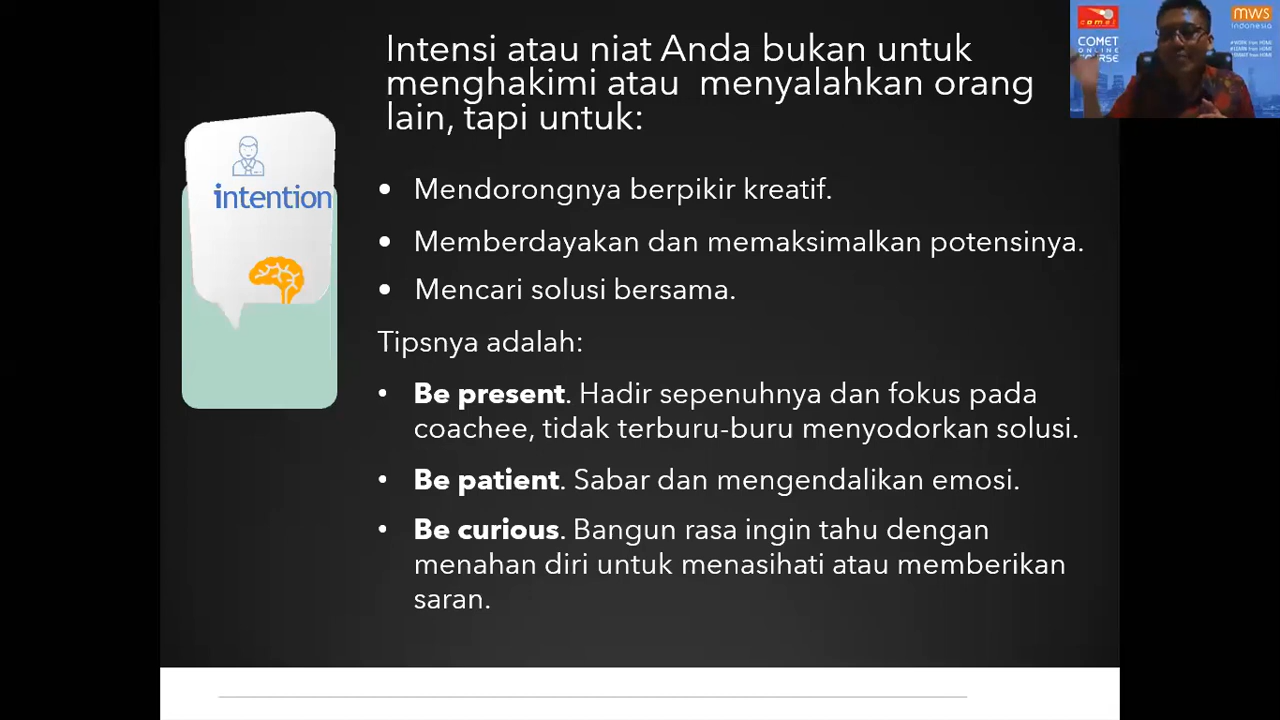 Intensi atau niat Anda bukan untuk
menghakimi atau menyalahkan orang
lain, tapi untuk:
intention
• Mendorongnya berpikir kreatif.
• Memberdayakan dan memaksimalkan potensinya.
• Mencari solusi bersama.
Tipsnya adalah:
• Be present. Hadir sepenuhnya dan fokus pada
coachee, tidak terburu-buru menyodorkan solusi.
• Be patient. Sabar dan mengendalikan emosi.
• Be curious. Bangun rasa ingin tahu dengan
menahan diri untuk menasihati atau memberikan
saran.
comet
COMET
ONLINE
mws
indonesia